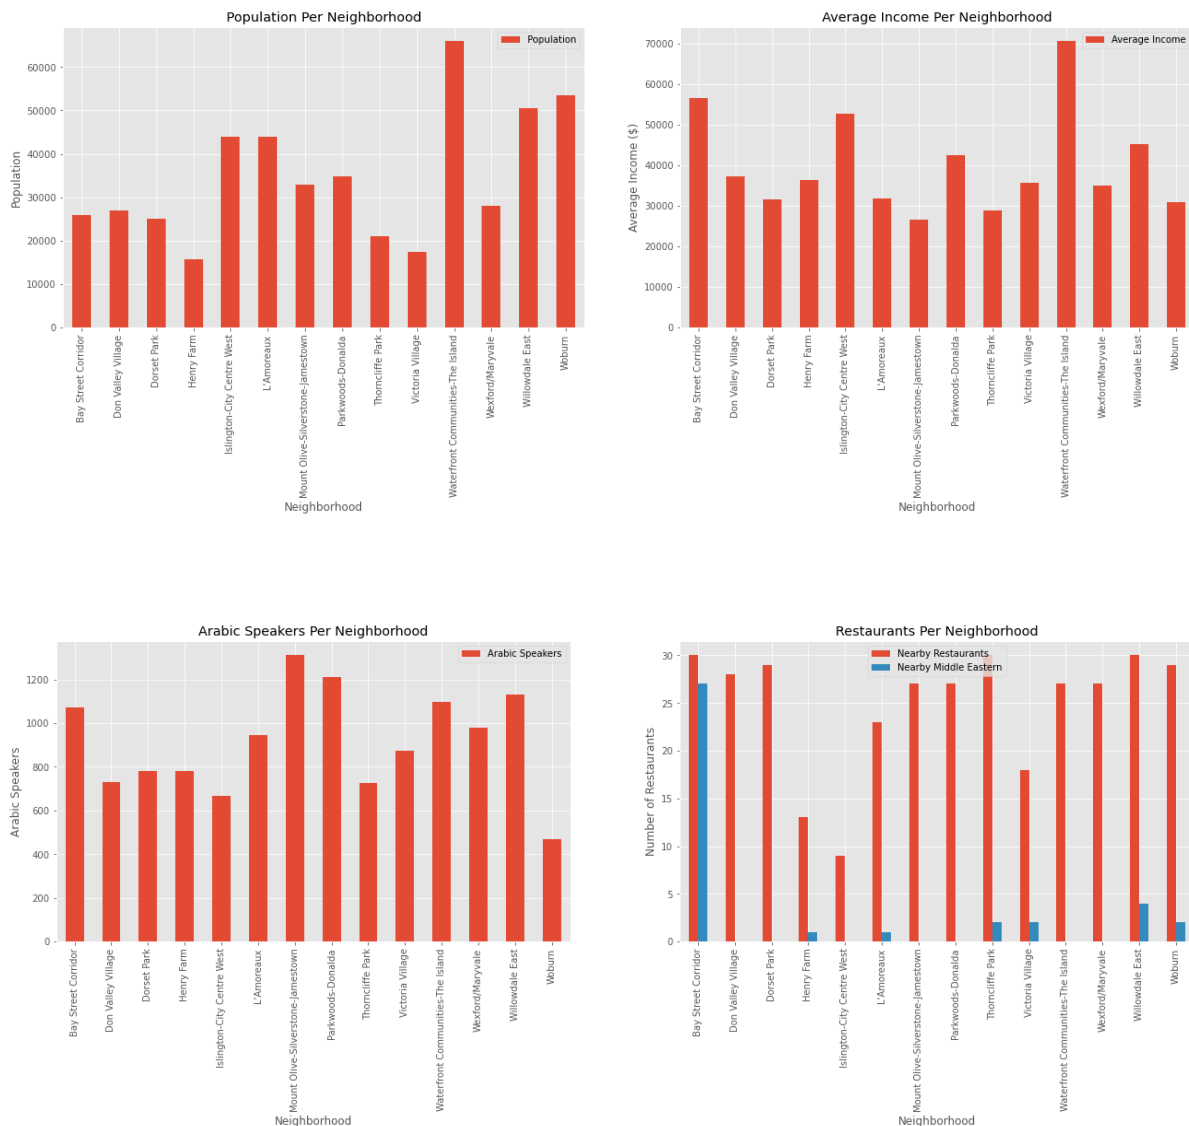 Population Per Neighborhood
Population
60000
50000
40000
30000
20000
10000
0
Population
Bay Street Corridor
Don Valley Village
Dorset Park
Henry Farm
Islington-City Centre West
L'Amoreaux
Mount Olive-Silverstone-Jamestown
Parkwoods-Donalda
Thorncliffe Park
Victoria Village
Waterfront Communities-The Island
Wexford/Maryvale
Willowdale East
Woburn
Neighborhood
Average Income Per Neighborhood
Average Income
70000
60000
50000
40000
30000
20000
10000
0
Average Income ($)
Bay Street Corridor
Don Valley Village
Dorset Park
Henry Farm
Islington-City Centre West
L'Amoreaux
Mount Olive-Silverstone-Jamestown
Parkwoods-Donalda
Thorncliffe Park
Victoria Village
Waterfront Communities-The Island
Wexford/Maryvale
Willowdale East
Woburn
Neighborhood
Arabic Speakers Per Neighborhood
Arabic Speakers
1200
1000
800
600
400
200
0
Arabic Speakers
Bay Street Corridor
Don Valley Village
Dorset Park
Henry Farm
Islington-City Centre West
L'Amoreaux
Mount Olive-Silverstone-Jamestown
Parkwoods-Donalda
Thorncliffe Park
Victoria Village
Waterfront Communities-The Island
Wexford/Maryvale
Willowdale East
Woburn
Neighborhood
Restaurants Per Neighborhood
Nearby Restaurants
Nearby Middle Eastern
30
25
20
15
10
5
0
Number of Restaurants
Bay Street Corridor
Don Valley Village
Dorset Park
Henry Farm
Islington-City Centre West
L'Amoreaux
Mount Olive-Silverstone-Jamestown
Parkwoods-Donalda
Thorncliffe Park
Victoria Village
Waterfront Communities-The Island
Wexford/Maryvale
Willowdale East
Woburn
Neighborhood